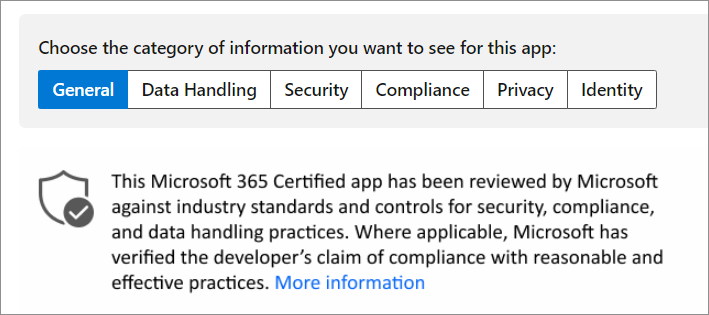 Choose the category of information you want to see for this app:
General Data Handling Security Compliance Privacy Identity
This Microsoft 365 Certified app has been reviewed by Microsoft
against industry standards and controls for security, compliance,
and data handling practices. Where applicable, Microsoft has
verified the developer's claim of compliance with reasonable and
effective practices. More information